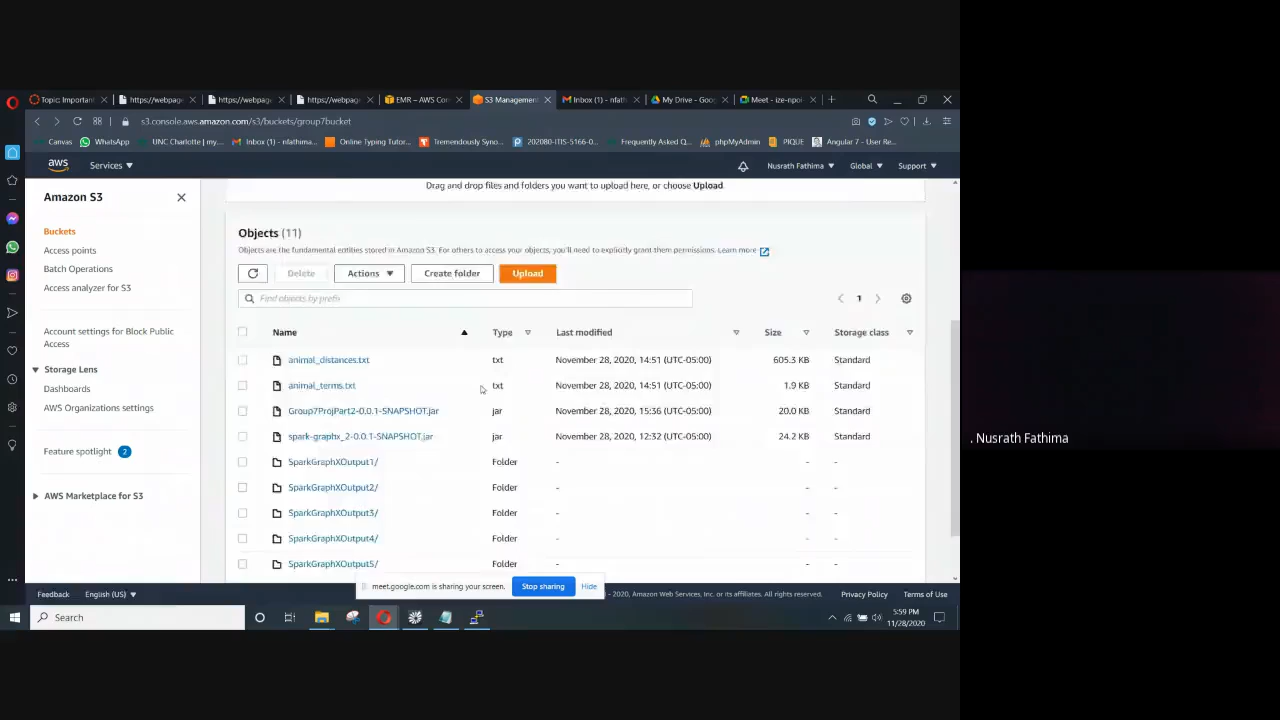 Topic: Important
https://webpage
https://webpage
https://webpage
EMR – AWS Con
S3 Management
Inbox (1) - nfath
My Drive - Goog
Meet - ize-npoi
s3.console.aws.amazon.com/s3/buckets/group7bucket
Canvas
WhatsApp
UNC Charlotte | my...
Inbox (1) - nfathima...
Online Typing Tutor...
Tremendously Syno...
202080-ITIS-5166-0...
Frequently Asked Q...
phpMyAdmin
PIQUE
Angular 7 - User Re...
aws
Services
Nusrath Fathima
Global
Support
Amazon S3
Buckets
Access points
Batch Operations
Access analyzer for S3
Account settings for Block Public
Access
Storage Lens
Dashboards
AWS Organizations settings
Feature spotlight 2
AWS Marketplace for S3
Drag and drop files and folders you want to upload here, or choose Upload.
Objects (11)
Objects are the fundamental entities stored in Amazon S3. For others to access your objects, you'll need to explicitly grant them permissions. Learn more
Delete
Actions
Create folder
Upload
Find objects by prefix
1
Name Type Last modified Size Storage class
animal_distances.txt txt November 28, 2020, 14:51 (UTC-05:00) 605.3 KB Standard
animal_terms.txt txt November 28, 2020, 14:51 (UTC-05:00) 1.9 KB Standard
Group7ProjPart2-0.0.1-SNAPSHOT.jar jar November 28, 2020, 15:36 (UTC-05:00) 20.0 KB Standard
spark-graphx_2-0.0.1-SNAPSHOT.jar jar November 28, 2020, 12:32 (UTC-05:00) 24.2 KB Standard
SparkGraphXOutput1/ Folder - - -
SparkGraphXOutput2/ Folder - - -
SparkGraphXOutput3/ Folder - - -
SparkGraphXOutput4/ Folder - - -
SparkGraphXOutput5/ Folder - - -
meet.google.com is sharing your screen.
Stop sharing
Hide
Feedback
English (US)
- 2020, Amazon Web Services, Inc. or its affiliates. All rights reserved.
Privacy Policy
Terms of Use
Search
5:59 PM
11/28/2020
. Nusrath Fathima